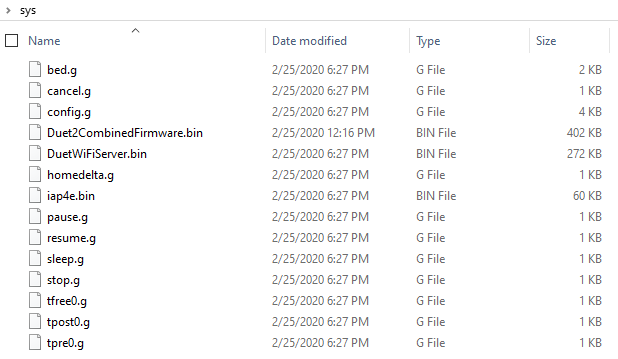 sys
Name Date modified Type Size
bed.g 2/25/2020 6:27 PM G File 2 KB
cancel.g 2/25/2020 6:27 PM G File 1 KB
config.g 2/25/2020 6:27 PM G File 4 KB
Duet2CombinedFirmware.bin 2/25/2020 12:16 PM BIN File 402 KB
DuetWiFiServer.bin 2/25/2020 6:27 PM BIN File 272 KB
homedelta.g 2/25/2020 6:27 PM G File 1 KB
iap4e.bin 2/25/2020 6:27 PM BIN File 60 KB
pause.g 2/25/2020 6:27 PM G File 1 KB
resume.g 2/25/2020 6:27 PM G File 1 KB
sleep.g 2/25/2020 6:27 PM G File 1 KB
stop.g 2/25/2020 6:27 PM G File 1 KB
tfree0.g 2/25/2020 6:27 PM G File 1 KB
tpost0.g 2/25/2020 6:27 PM G File 1 KB
tpre0.g 2/25/2020 6:27 PM G File 1 KB